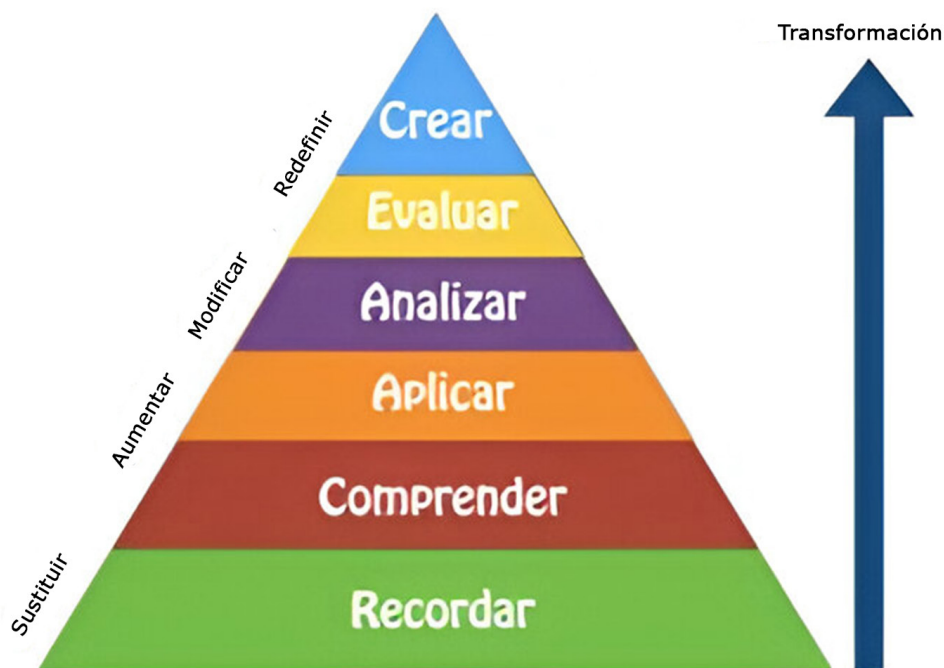 Transformación
Crear
Redefinir
Evaluar
Modificar
Analizar
Aumentar
Aplicar
Comprender
Sustituir
Recordar